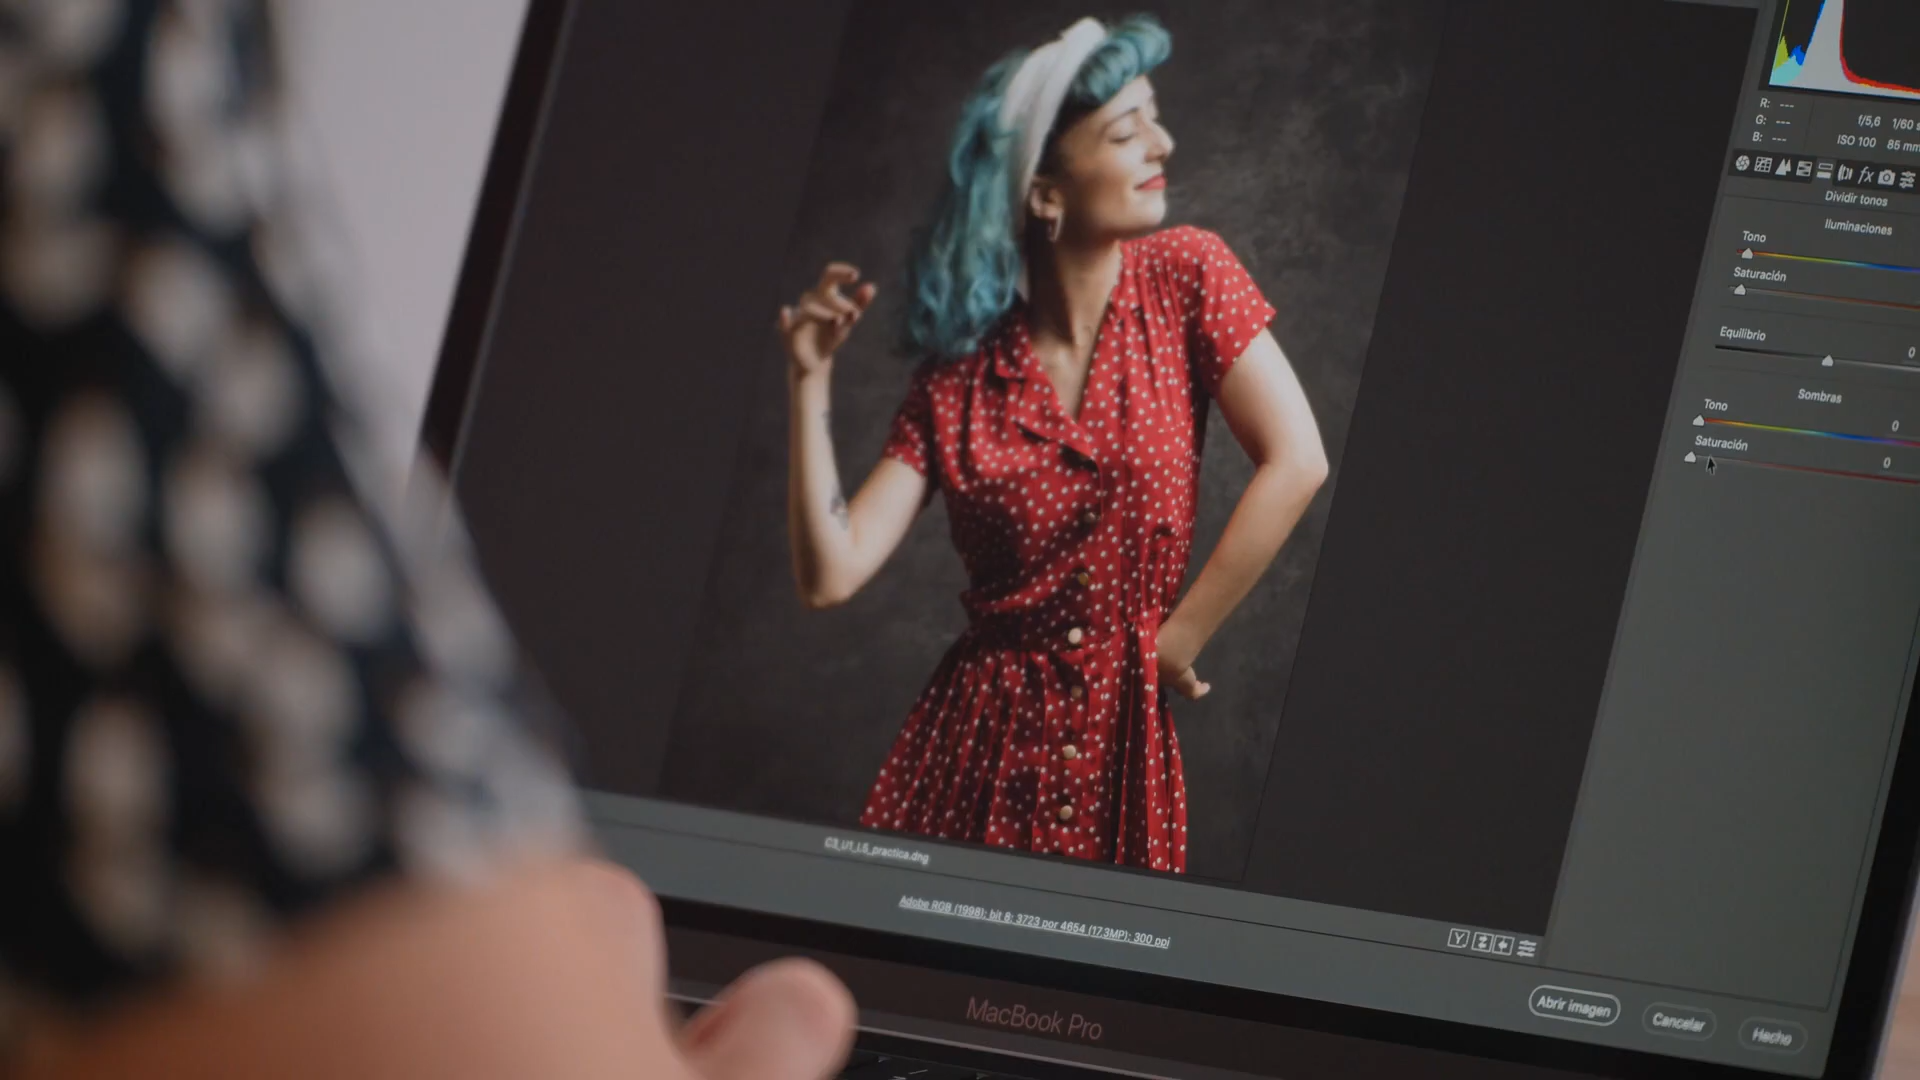 R: ---
G: ---
B: ---
f/5,6 1/60 s
ISO 100 85 mm
fx
Dividir tonos
Iluminaciones
Tono
Saturación
Equilibrio 0
Sombras
Tono 0
Saturación 0
C3_U1_L5_practica.dng
Adobe RGB (1998); bit 8; 3723 por 4654 (17,3MP); 300 ppi
Y
Abrir imagen Cancelar Hecho
MacBook Pro